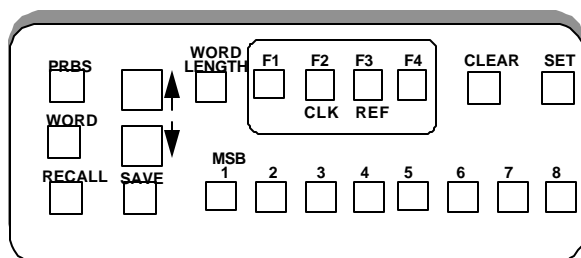 PRBS
WORD LENGTH
F1 F2 F3 F4
CLK REF
CLEAR SET
WORD
RECALL SAVE
MSB
1 2 3 4 5 6 7 8